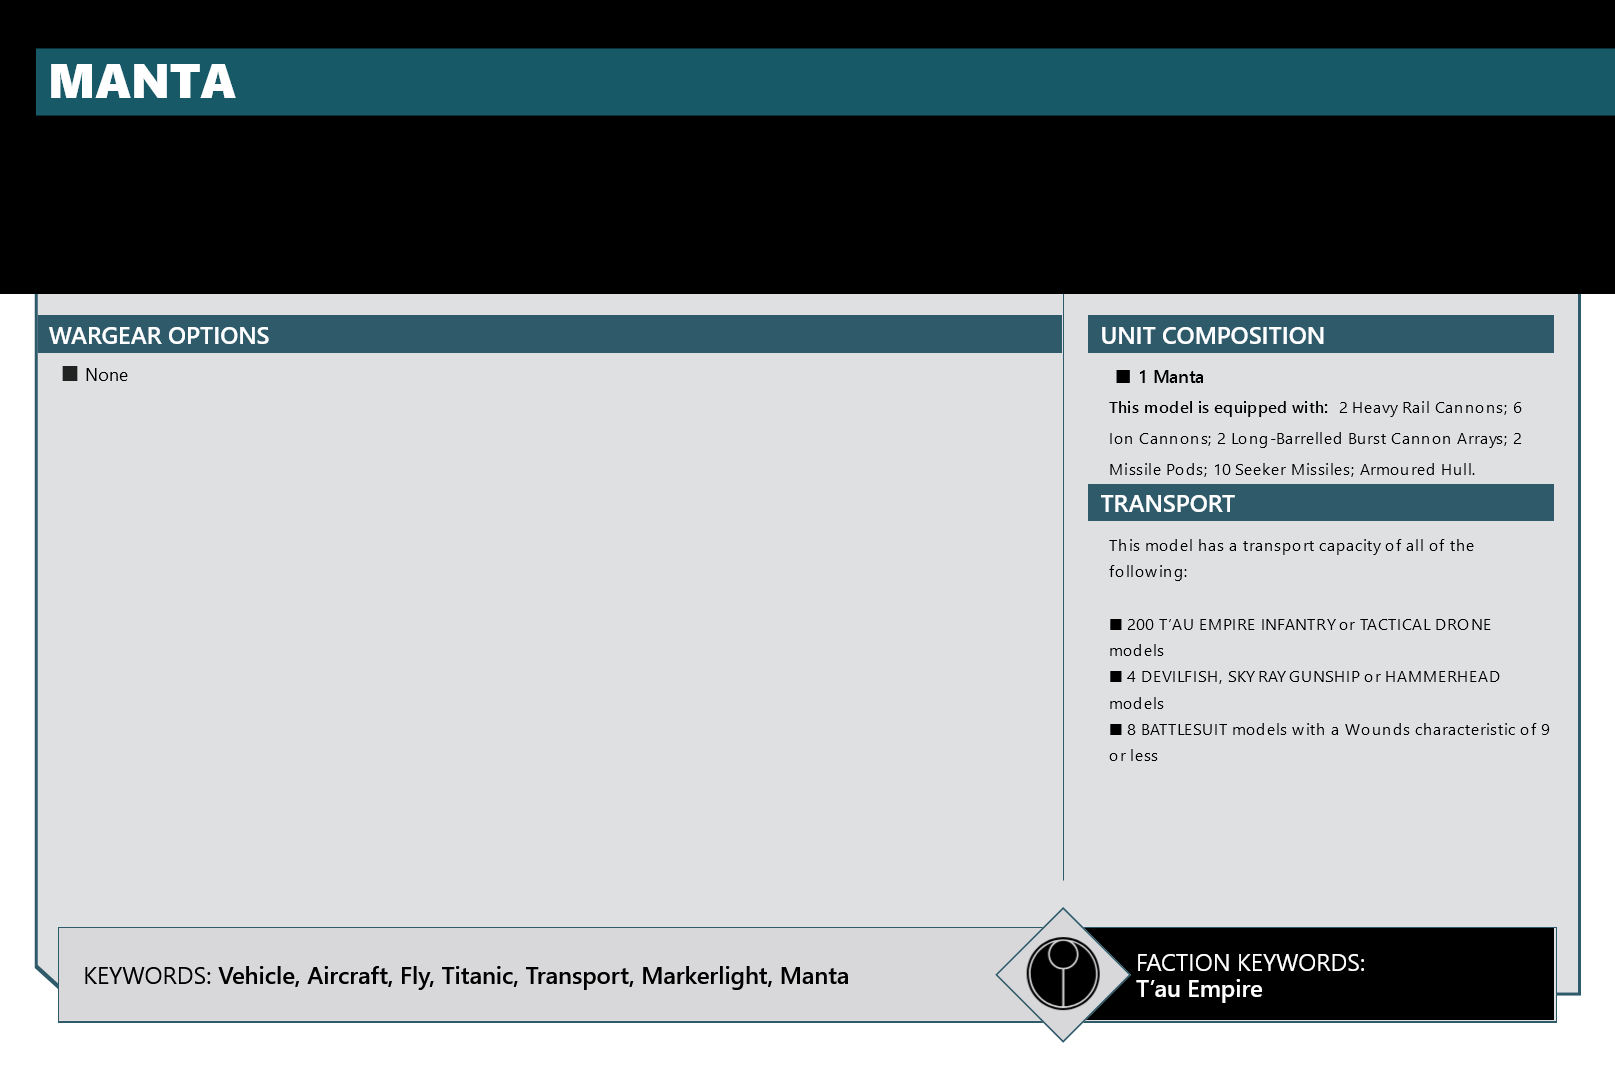 MANTA
WARGEAR OPTIONS
■ None
UNIT COMPOSITION
■ 1 Manta
This model is equipped with: 2 Heavy Rail Cannons; 6
Ion Cannons; 2 Long-Barrelled Burst Cannon Arrays; 2
Missile Pods; 10 Seeker Missiles; Armoured Hull.
TRANSPORT
This model has a transport capacity of all of the
following:
■ 200 T’AU EMPIRE INFANTRY or TACTICAL DRONE
models
■ 4 DEVILFISH, SKY RAY GUNSHIP or HAMMERHEAD
models
■ 8 BATTLESUIT models with a Wounds characteristic of 9
or less
KEYWORDS: Vehicle, Aircraft, Fly, Titanic, Transport, Markerlight, Manta
FACTION KEYWORDS:
T’au Empire